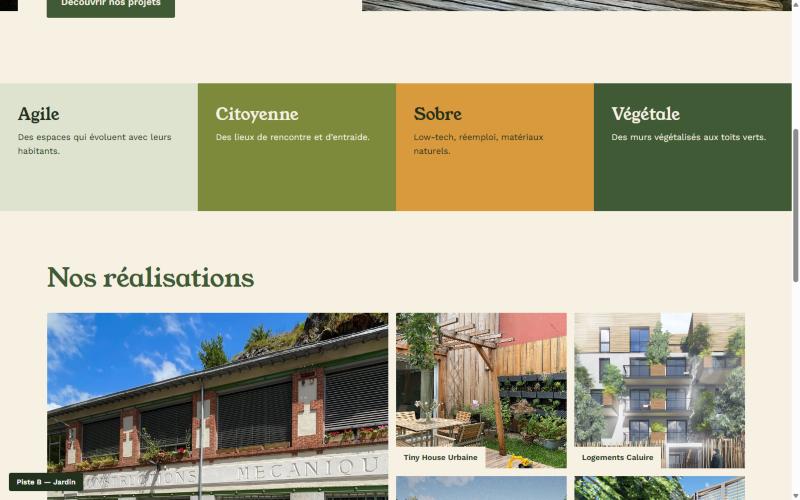 Découvrir nos projets
Agile
Des espaces qui évoluent avec leurs
habitants.
Citoyenne
Des lieux de rencontre et d'entraide.
Sobre
Low-tech, réemploi, matériaux
naturels.
Végétale
Des murs végétalisés aux toits verts.
Nos réalisations
INSTRUCTIONS MECANIQU
Tiny House Urbaine
Logements Caluire
Piste B — Jardin